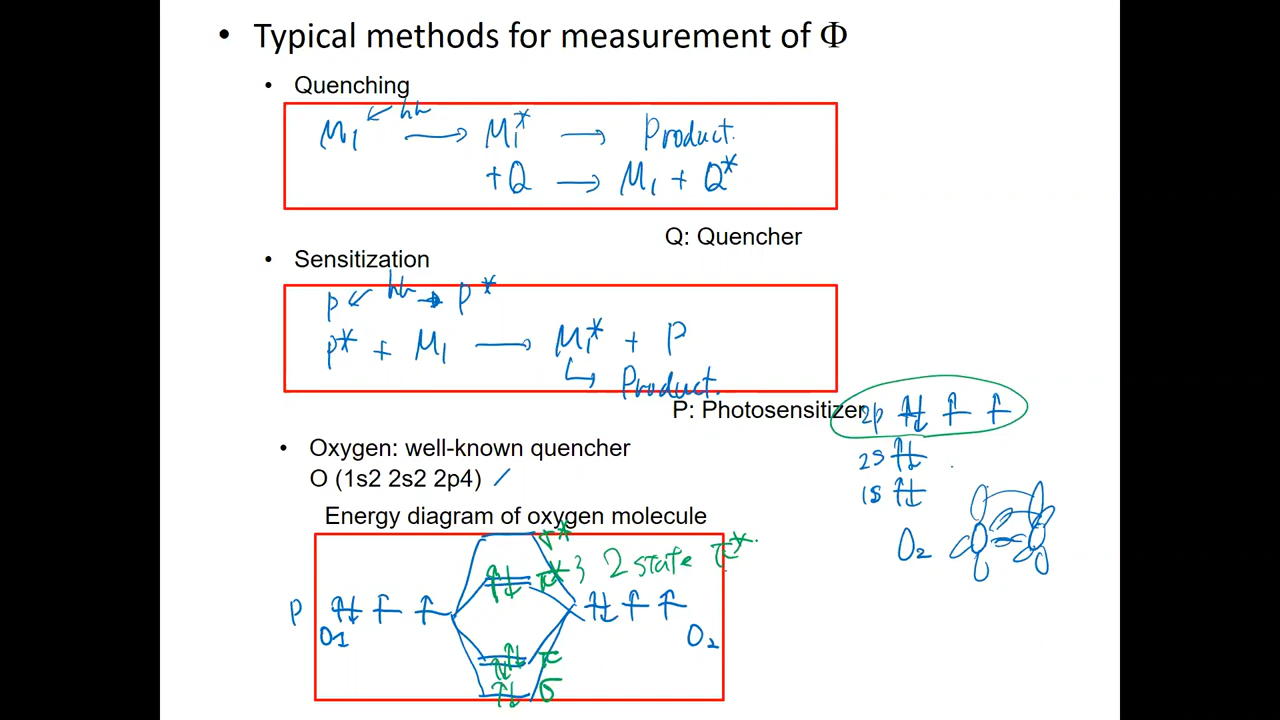 • Typical methods for measurement of Φ
• Quenching
M1 ← hν → M1* → Product.
+ Q → M1 + Q*
Q: Quencher
• Sensitization
P ← hν → P*
P* + M1 → M1* + P
↳ Product.
P: Photosensitizer
2p ⇅ ↑ ↑
• Oxygen: well-known quencher
2s ⇅
O (1s2 2s2 2p4)
1s ⇅
Energy diagram of oxygen molecule
O2
σ*
π* } 2 state π*
P ⇅ ↑ ↑
⇅ ↑ ↑
O1
O2
π
σ